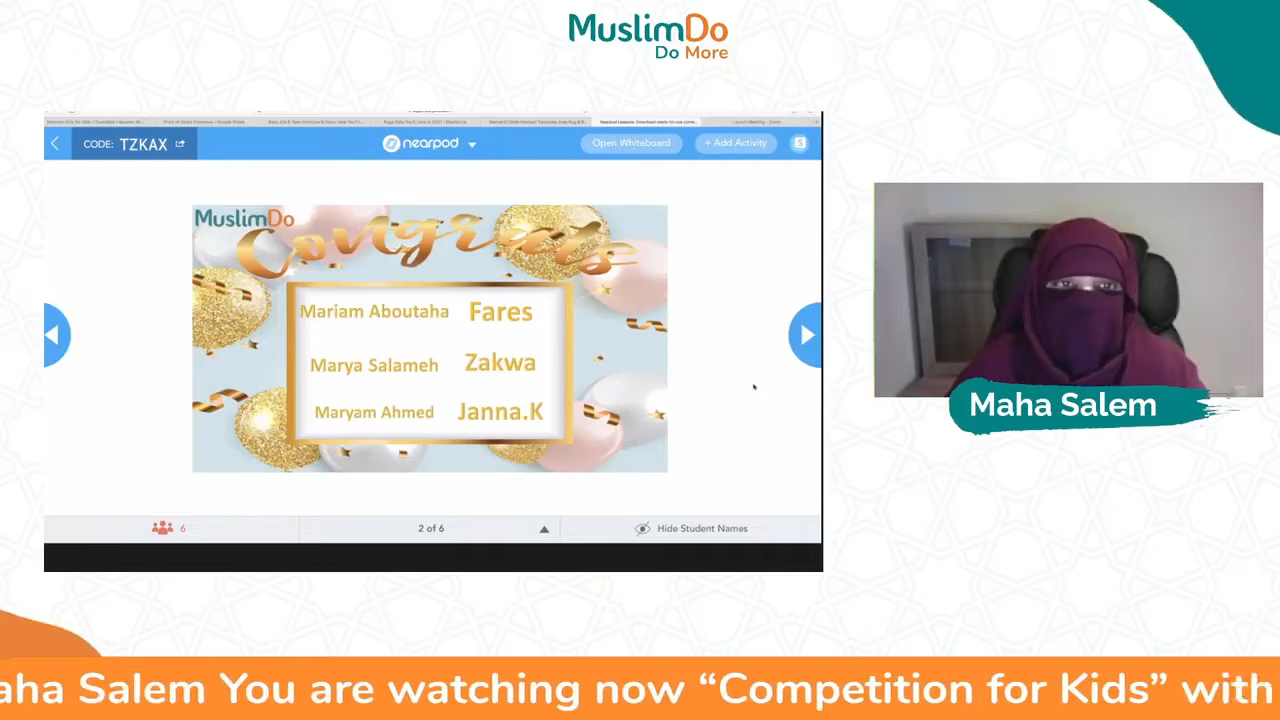 MuslimDo
Do More
CODE: TZKAX
nearpod
Open Whiteboard
+ Add Activity
S
MuslimDo
Congrats
Mariam Aboutaha Fares
Marya Salameh Zakwa
Maryam Ahmed Janna.K
6
2 of 6
Hide Student Names
Maha Salem
aha Salem You are watching now “Competition for Kids” with